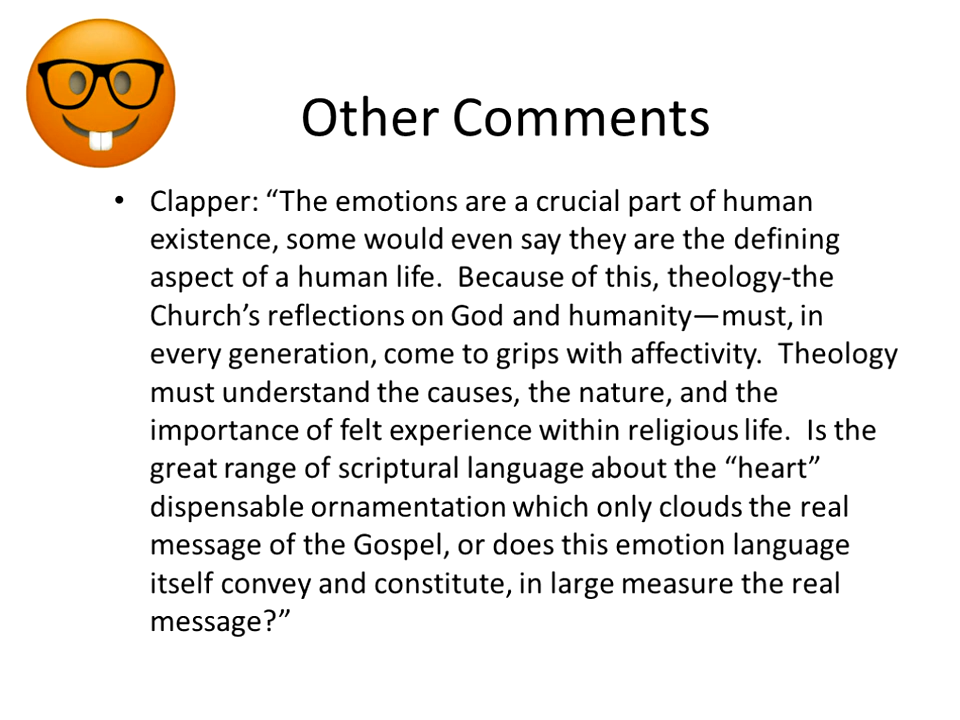 Other Comments
• Clapper: “The emotions are a crucial part of human
existence, some would even say they are the defining
aspect of a human life.  Because of this, theology-the
Church’s reflections on God and humanity—must, in
every generation, come to grips with affectivity.  Theology
must understand the causes, the nature, and the
importance of felt experience within religious life.  Is the
great range of scriptural language about the “heart”
dispensable ornamentation which only clouds the real
message of the Gospel, or does this emotion language
itself convey and constitute, in large measure the real
message?”